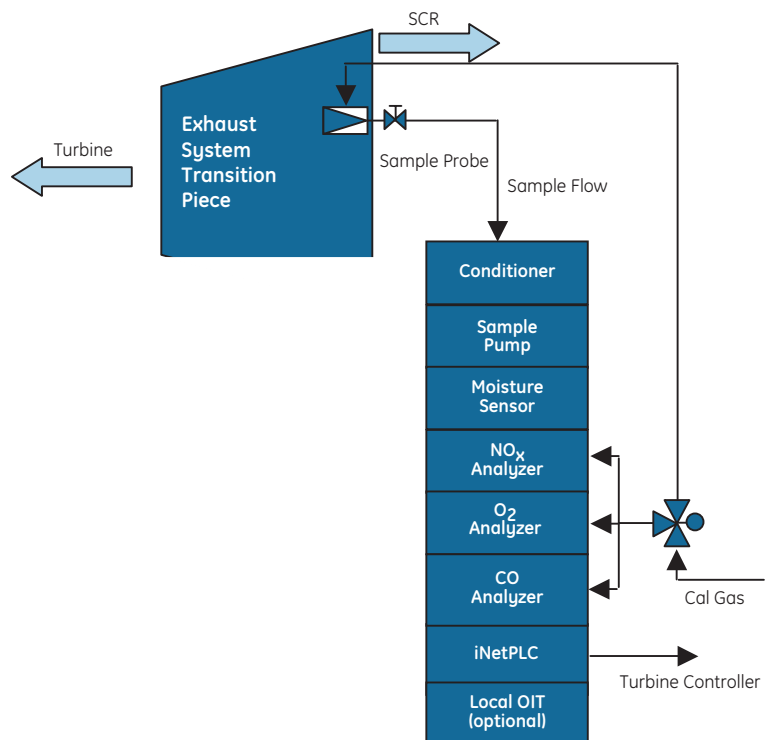 SCR
Exhaust
System
Transition
Piece
Turbine
Sample Probe
Sample Flow
Conditioner
Sample
Pump
Moisture
Sensor
NOx
Analyzer
O2
Analyzer
CO
Analyzer
Cal Gas
iNetPLC
Turbine Controller
Local OIT
(optional)